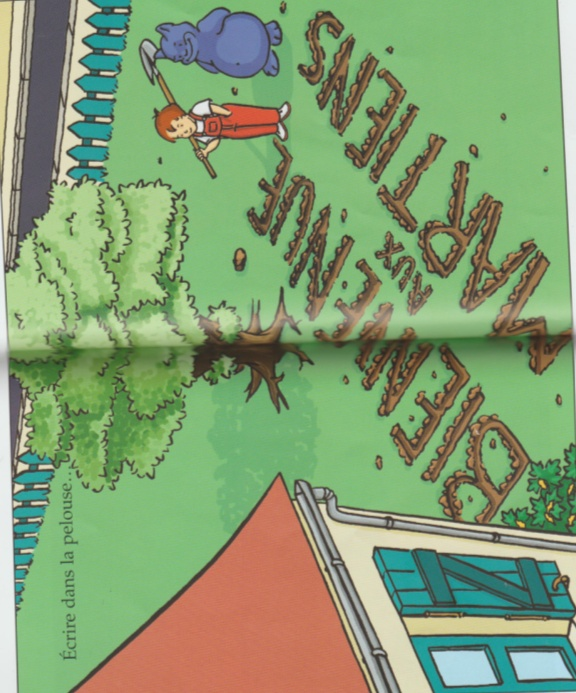 Écrire dans la pelouse...
BIENVENUE
AUX
MARTIENS